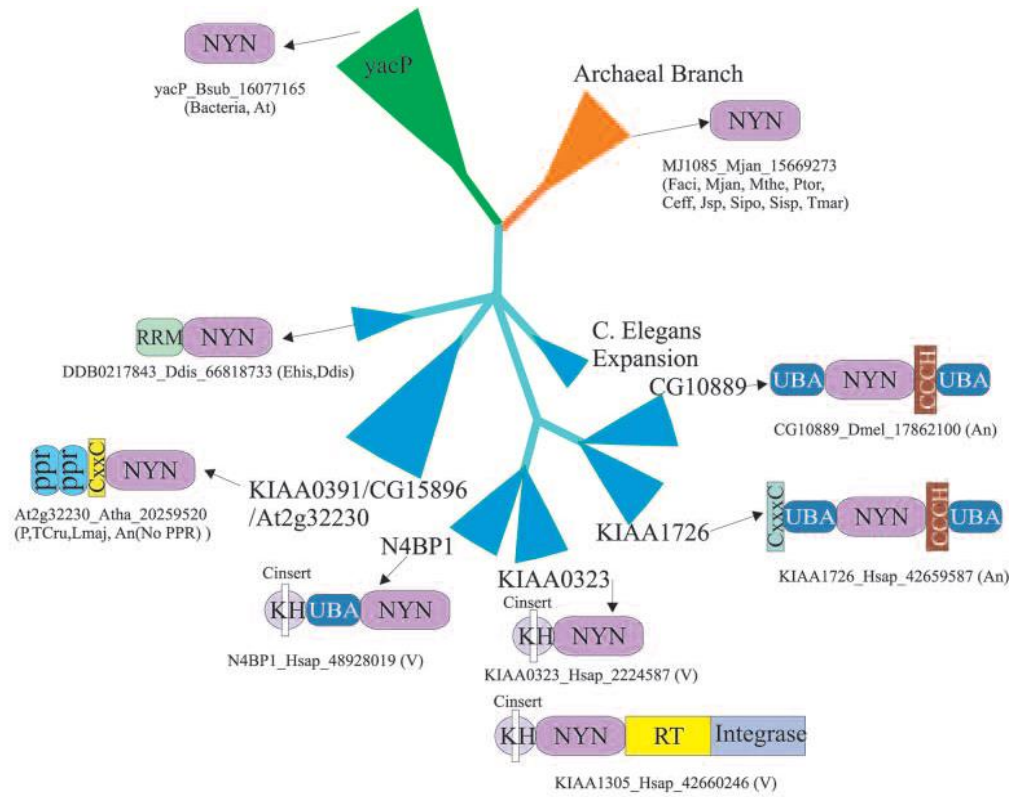 NYN
yacP
yacP_Bsub_16077165
(Bacteria, At)
Archaeal Branch
NYN
MJ1085_Mjan_15669273
(Faci, Mjan, Mthe, Ptor,
Ceff, Jsp, Sipo, Sisp, Tmar)
RRM NYN
DDB0217843_Ddis_66818733 (Ehis,Ddis)
C. Elegans
Expansion
CG10889
UBA NYN CCCH UBA
CG10889_Dmel_17862100 (An)
ppr ppr CxxC NYN
At2g32230_Atha_20259520
(P,TCru,Lmaj, An(No PPR) )
KIAA0391/CG15896
/At2g32230
KIAA1726
CxxxC UBA NYN CCCH UBA
KIAA1726_Hsap_42659587 (An)
N4BP1
Cinsert
KH UBA NYN
N4BP1_Hsap_48928019 (V)
KIAA0323
Cinsert
KH NYN
KIAA0323_Hsap_2224587 (V)
Cinsert
KH NYN RT Integrase
KIAA1305_Hsap_42660246 (V)